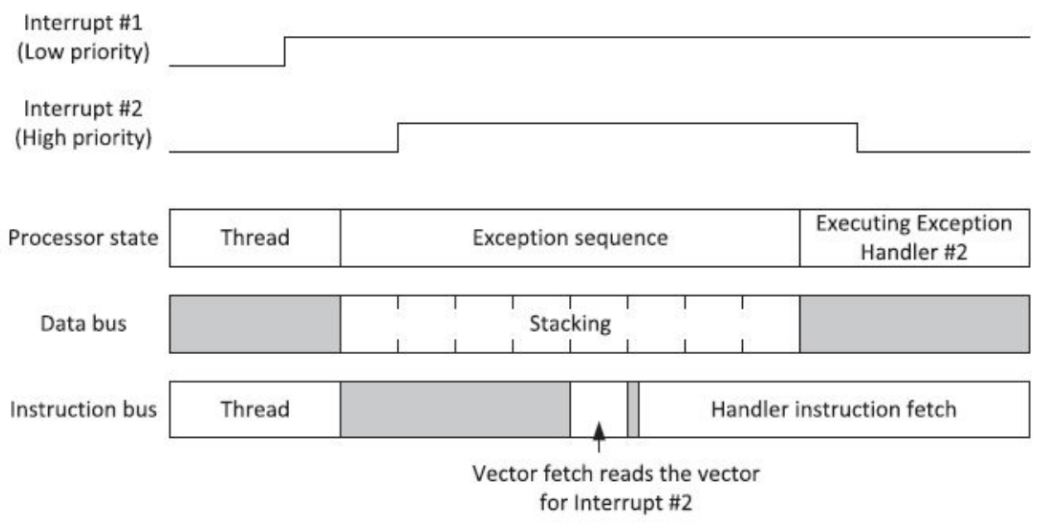 Interrupt #1
(Low priority)
Interrupt #2
(High priority)
Processor state
Thread
Exception sequence
Executing Exception
Handler #2
Data bus
Stacking
Instruction bus
Thread
Handler instruction fetch
Vector fetch reads the vector
for Interrupt #2